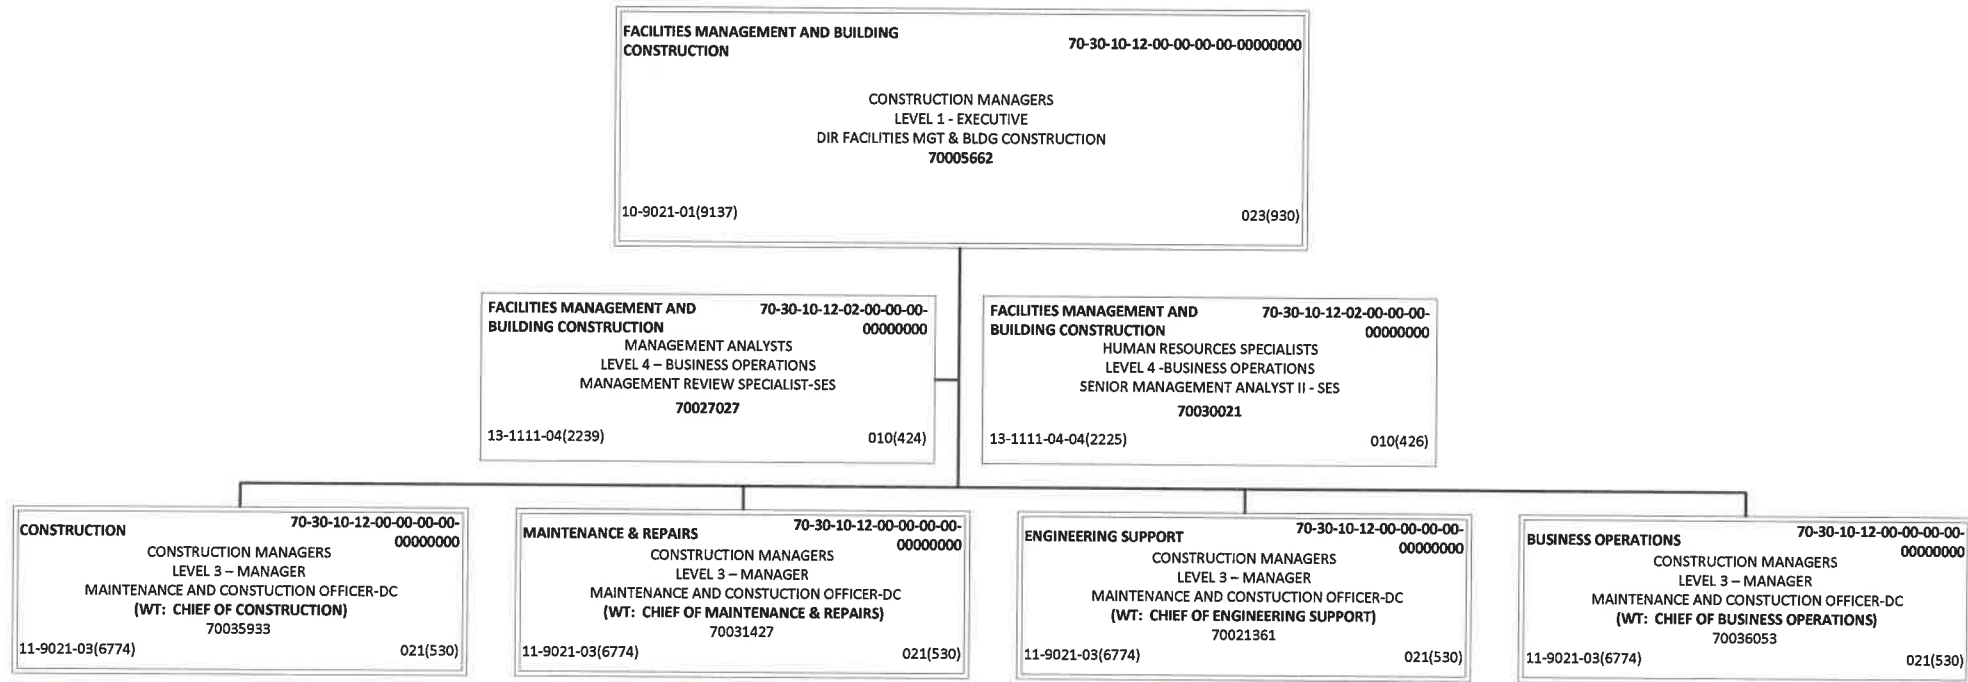 FACILITIES MANAGEMENT AND BUILDING
CONSTRUCTION
70-30-10-12-00-00-00-00-00000000
CONSTRUCTION MANAGERS
LEVEL 1 - EXECUTIVE
DIR FACILITIES MGT & BLDG CONSTRUCTION
70005662
10-9021-01(9137)
023(930)
FACILITIES MANAGEMENT AND
BUILDING CONSTRUCTION
70-30-10-12-02-00-00-00-
00000000
MANAGEMENT ANALYSTS
LEVEL 4 – BUSINESS OPERATIONS
MANAGEMENT REVIEW SPECIALIST-SES
70027027
13-1111-04(2239)
010(424)
FACILITIES MANAGEMENT AND
BUILDING CONSTRUCTION
70-30-10-12-02-00-00-00-
00000000
HUMAN RESOURCES SPECIALISTS
LEVEL 4 -BUSINESS OPERATIONS
SENIOR MANAGEMENT ANALYST II - SES
70030021
13-1111-04-04(2225)
010(426)
CONSTRUCTION
70-30-10-12-00-00-00-00-
00000000
CONSTRUCTION MANAGERS
LEVEL 3 – MANAGER
MAINTENANCE AND CONSTUCTION OFFICER-DC
(WT: CHIEF OF CONSTRUCTION)
70035933
11-9021-03(6774)
021(530)
MAINTENANCE & REPAIRS
70-30-10-12-00-00-00-00-
00000000
CONSTRUCTION MANAGERS
LEVEL 3 – MANAGER
MAINTENANCE AND CONSTUCTION OFFICER-DC
(WT: CHIEF OF MAINTENANCE & REPAIRS)
70031427
11-9021-03(6774)
021(530)
ENGINEERING SUPPORT
70-30-10-12-00-00-00-00-
00000000
CONSTRUCTION MANAGERS
LEVEL 3 – MANAGER
MAINTENANCE AND CONSTUCTION OFFICER-DC
(WT: CHIEF OF ENGINEERING SUPPORT)
70021361
11-9021-03(6774)
021(530)
BUSINESS OPERATIONS
70-30-10-12-00-00-00-00-
00000000
CONSTRUCTION MANAGERS
LEVEL 3 – MANAGER
MAINTENANCE AND CONSTUCTION OFFICER-DC
(WT: CHIEF OF BUSINESS OPERATIONS)
70036053
11-9021-03(6774)
021(530)